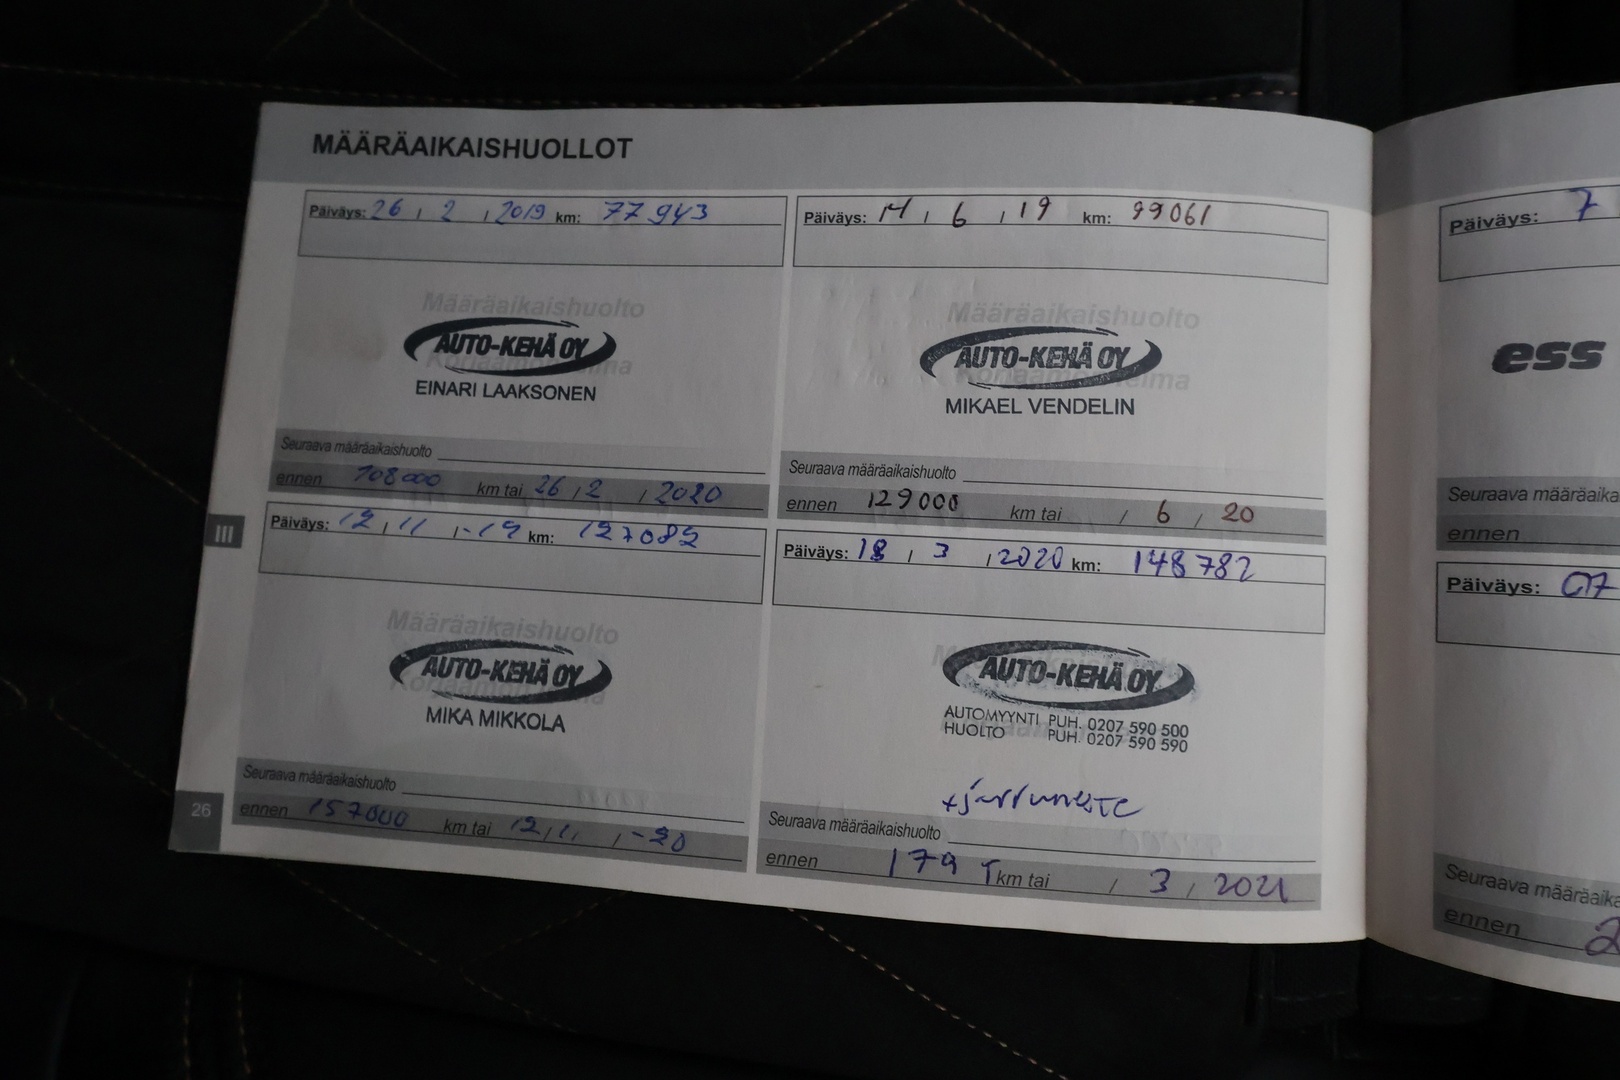 MÄÄRÄAIKAISHUOLLOT
Päiväys: 26 / 2 / 2019 km: 77943
Määräaikaishuolto
AUTO-KEHÄ OY
EINARI LAAKSONEN
Seuraava määräaikaishuolto
ennen 108000 km tai 26 / 2 / 2020
Päiväys: 14 / 6 / 19 km: 99061
Määräaikaishuolto
AUTO-KEHÄ OY
MIKAEL VENDELIN
Seuraava määräaikaishuolto
ennen 129000 km tai / 6 / 20
III
Päiväys: 12 / 11 / -19 km: 127082
Määräaikaishuolto
AUTO-KEHÄ OY
MIKA MIKKOLA
Seuraava määräaikaishuolto
ennen 157000 km tai 12 / 11 / -20
Päiväys: 18 / 3 / 2020 km: 148782
AUTO-KEHÄ OY
AUTOMYYNTI PUH. 0207 590 500
HUOLTO PUH. 0207 590 590
+jarruneste
Seuraava määräaikaishuolto
ennen 179 T km tai / 3 / 2021
26
Päiväys: 7
ess
Seuraava määräaika
ennen
Päiväys: 07
Seuraava määräaika
ennen 2